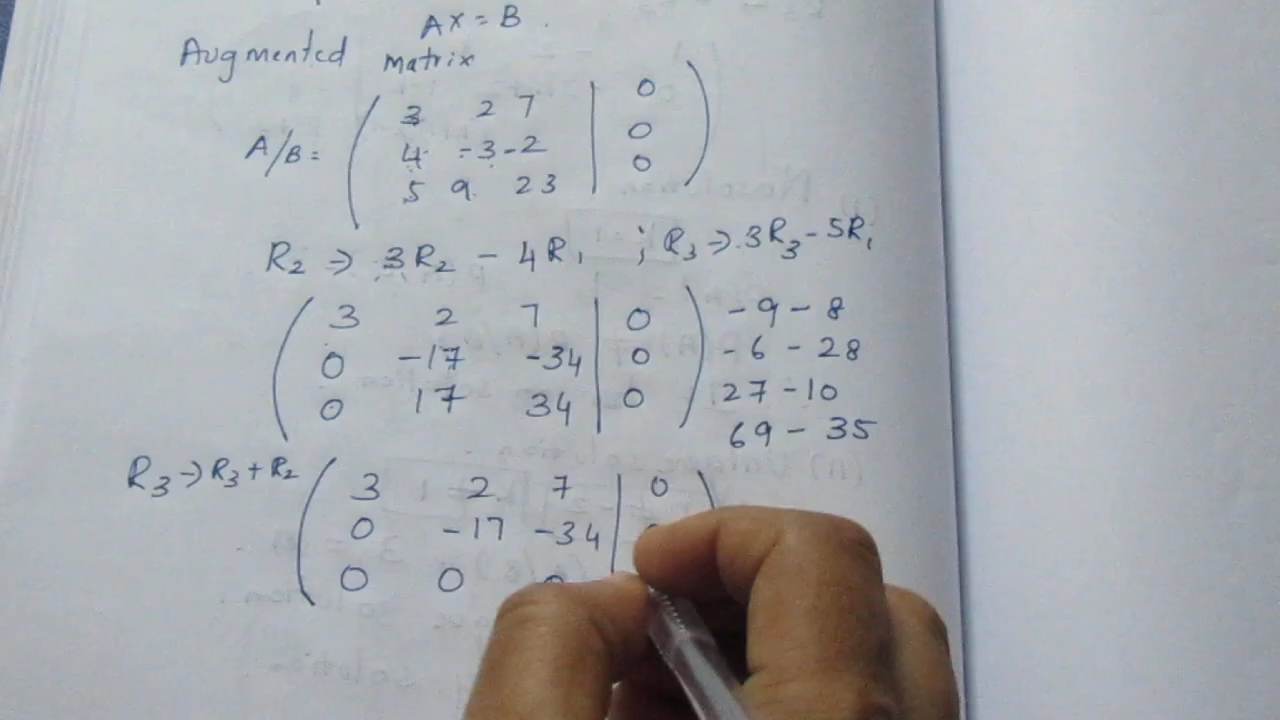 AX = B.
Augmented matrix
A/B = ( 3 2 7 | 0 )
4 -3 -2 | 0
5 9 23 | 0
R2 → 3R2 - 4R1 ; R3 → 3R3 - 5R1
( 3 2 7 | 0 ) -9 - 8
0 -17 -34 | 0 -6 - 28
0 17 34 | 0 27 - 10
69 - 35
R3 → R3 + R2 ( 3 2 7 | 0 )
0 -17 -34
0 0